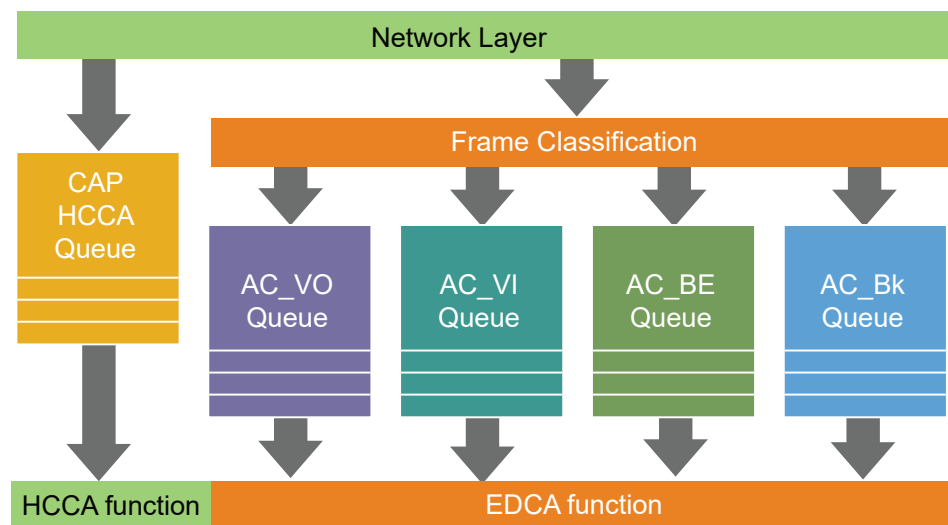 Network Layer
Frame Classification
CAP
HCCA
Queue
AC_VO
Queue
AC_VI
Queue
AC_BE
Queue
AC_Bk
Queue
HCCA function
EDCA function